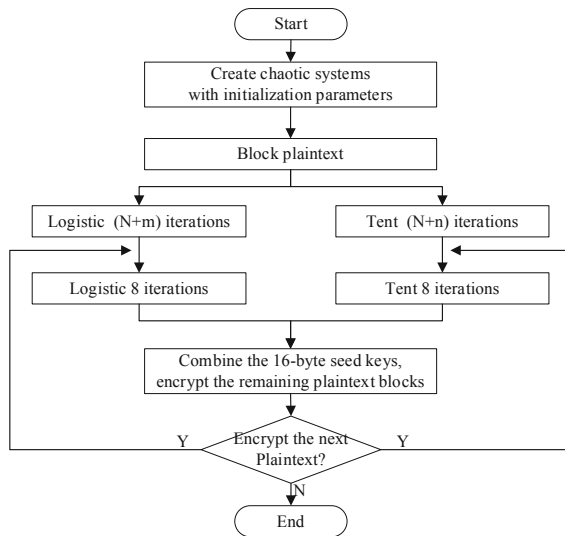 Start
Create chaotic systems
with initialization parameters
Block plaintext
Logistic (N+m) iterations
Tent (N+n) iterations
Logistic 8 iterations
Tent 8 iterations
Combine the 16-byte seed keys,
encrypt the remaining plaintext blocks
Y
Encrypt the next
Plaintext?
Y
N
End